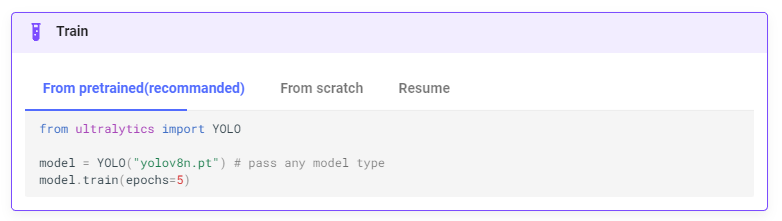 Train
From pretrained(recommanded) From scratch Resume
from ultralytics import YOLO
model = YOLO("yolov8n.pt") # pass any model type
model.train(epochs=5)